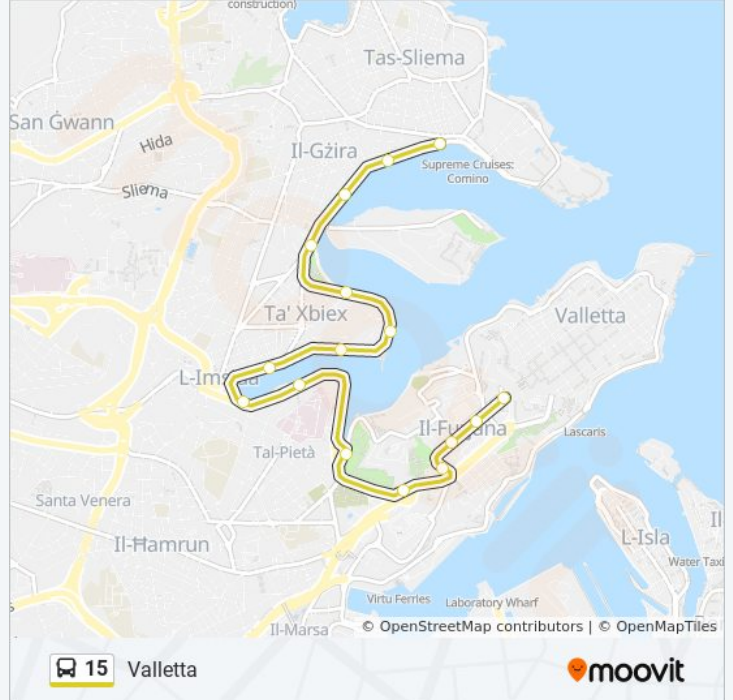 construction)
Tas-Sliema
San Ġwann
Hida
Il-Gżira
Supreme Cruises:
Comino
Sliema
Ta' Xbiex
Valletta
Il-Furjana
Lascaris
Tal-Pietà
Santa Venera
Il-Ħamrun
L-Isla
Water Taxi
Virtu Ferries
Laboratory Wharf
Il-Marsa
© OpenStreetMap contributors | © OpenMapTiles
15 Valletta
moovit